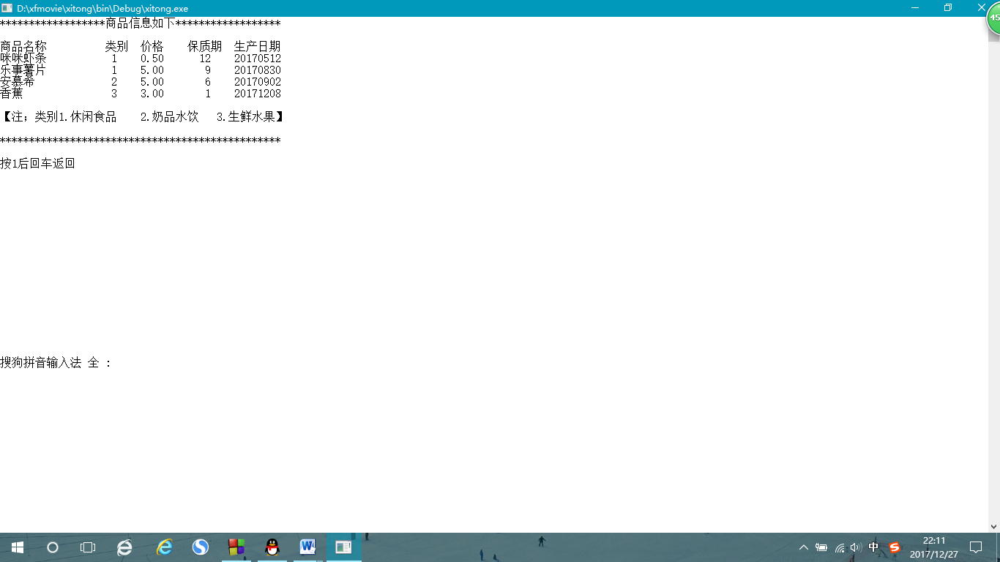 D:\xfmovie\xitong\bin\Debug\xitong.exe
45
******************商品信息如下******************
商品名称 类别 价格 保质期 生产日期
咪咪虾条 1 0.50 12 20170512
乐事薯片 1 5.00 9 20170830
安慕希 2 5.00 6 20170902
香蕉 3 3.00 1 20171208
【注：类别1.休闲食品 2.奶品水饮 3.生鲜水果】
************************************************
按1后回车返回
搜狗拼音输入法 全 :
中
22:11
2017/12/27